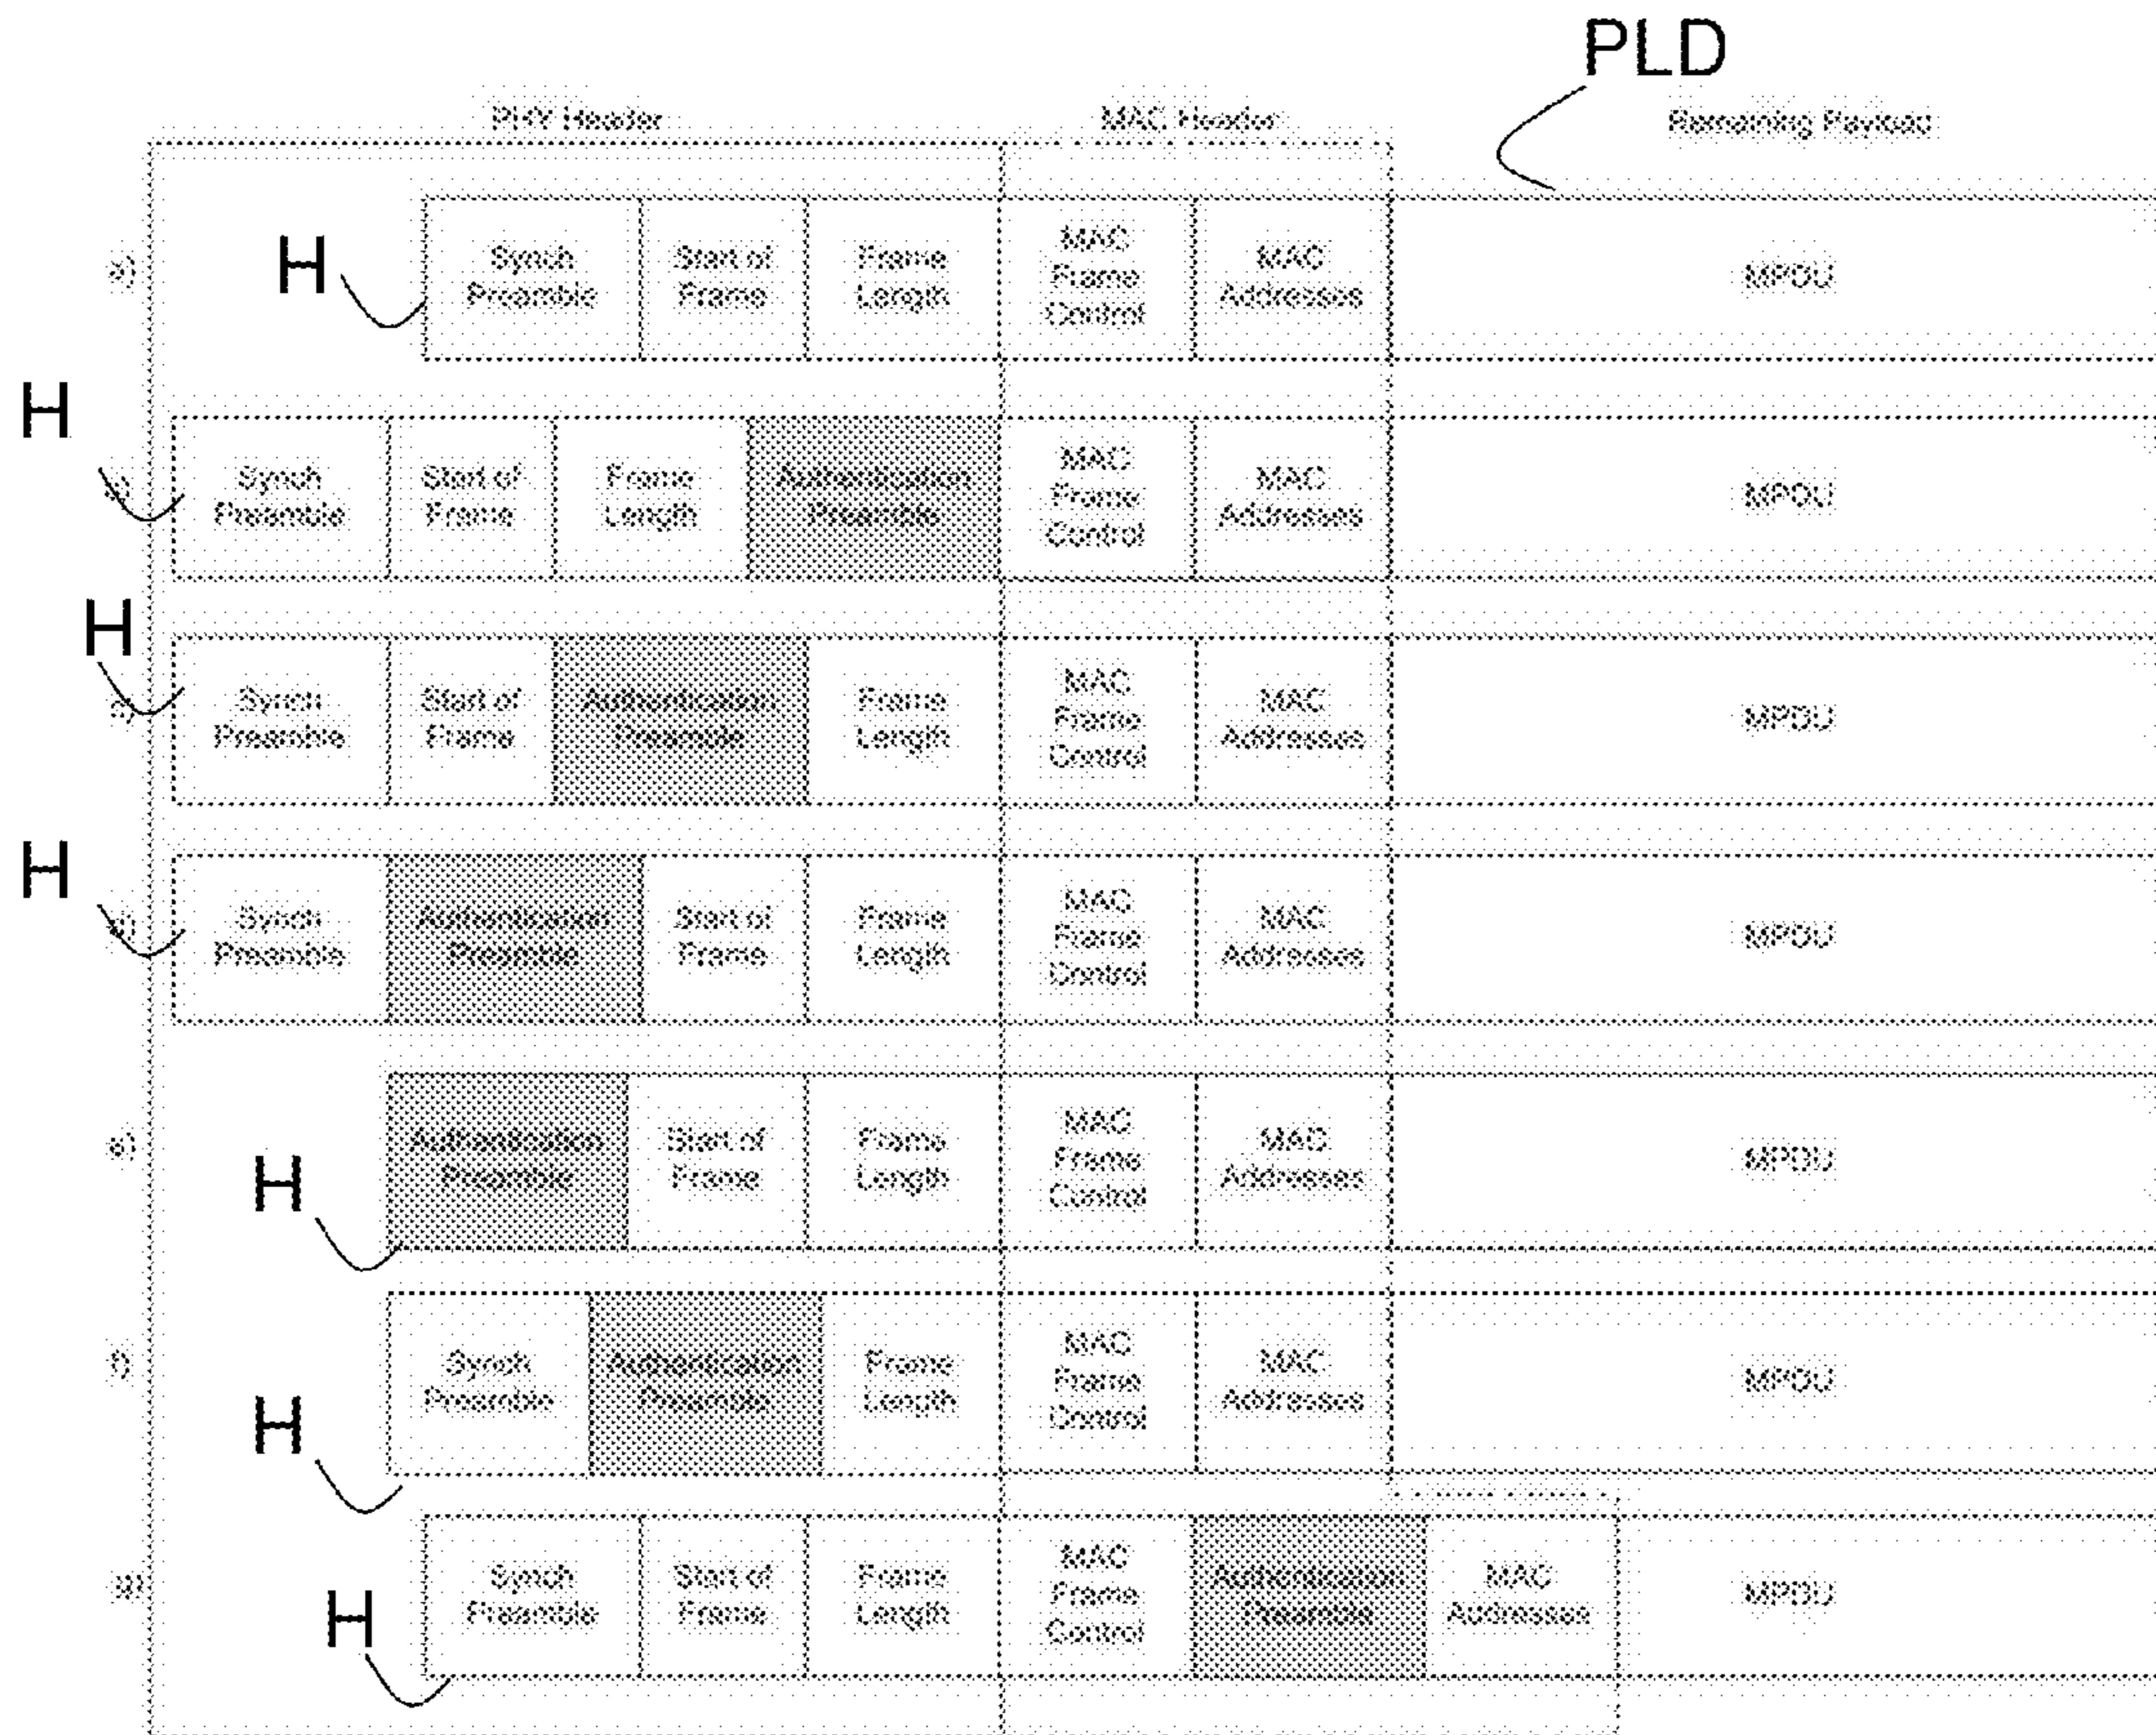 PLD
PHY Header MAC Header Remaining Payload
a) H Synch Preamble Start of Frame Frame Length MAC Frame Control MAC Addresses MPDU
H Synch Preamble Start of Frame Frame Length Authentication Preamble MAC Frame Control MAC Addresses MPDU
H Synch Preamble Start of Frame Authentication Preamble Frame Length MAC Frame Control MAC Addresses MPDU
H Synch Preamble Authentication Preamble Start of Frame Frame Length MAC Frame Control MAC Addresses MPDU
e) H Authentication Preamble Start of Frame Frame Length MAC Frame Control MAC Addresses MPDU
f) H Synch Preamble Authentication Preamble Frame Length MAC Frame Control MAC Addresses MPDU
g) H Synch Preamble Start of Frame Frame Length MAC Frame Control Authentication Preamble MAC Addresses MPDU